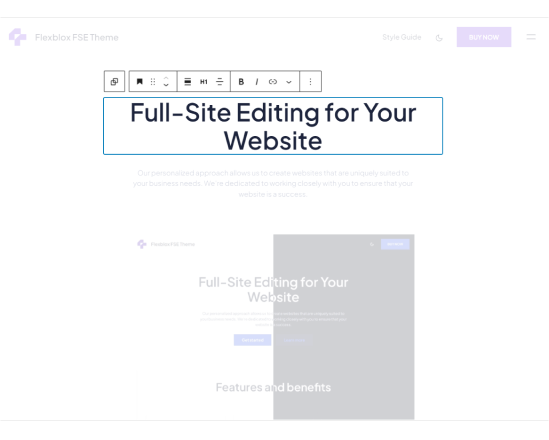 Flexblox FSE Theme
Style Guide
BUY NOW
H1
B
I
Full-Site Editing for Your
Website
Our personalized approach allows us to create websites that are uniquely suited to
your business needs. We're dedicated to working closely with you to ensure that your
website is a success.
Flexblox FSE Theme
Full-Site Editing for Your
Website
Features and benefits